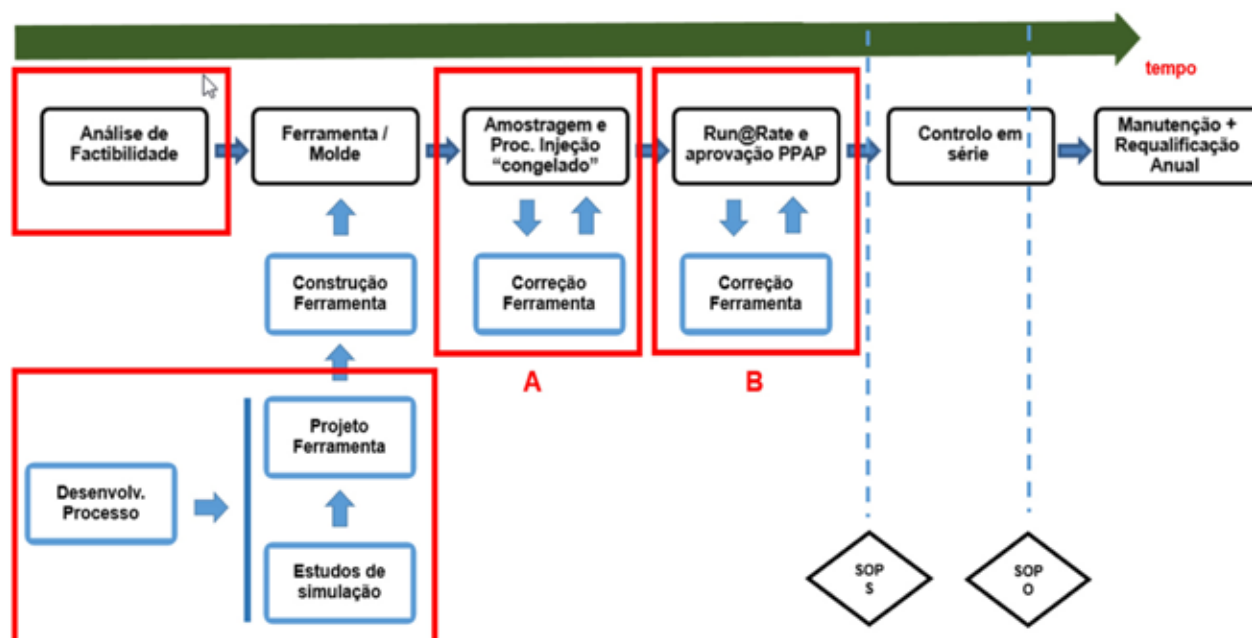 tempo
Análise de
Factibilidade
Ferramenta /
Molde
Amostragem e
Proc. Injeção
“congelado”
Run@Rate e
aprovação PPAP
Controlo em
série
Manutenção +
Requalificação
Anual
Construção
Ferramenta
Correção
Ferramenta
Correção
Ferramenta
A
B
Projeto
Ferramenta
Desenvolv.
Processo
Estudos de
simulação
SOP
S
SOP
O